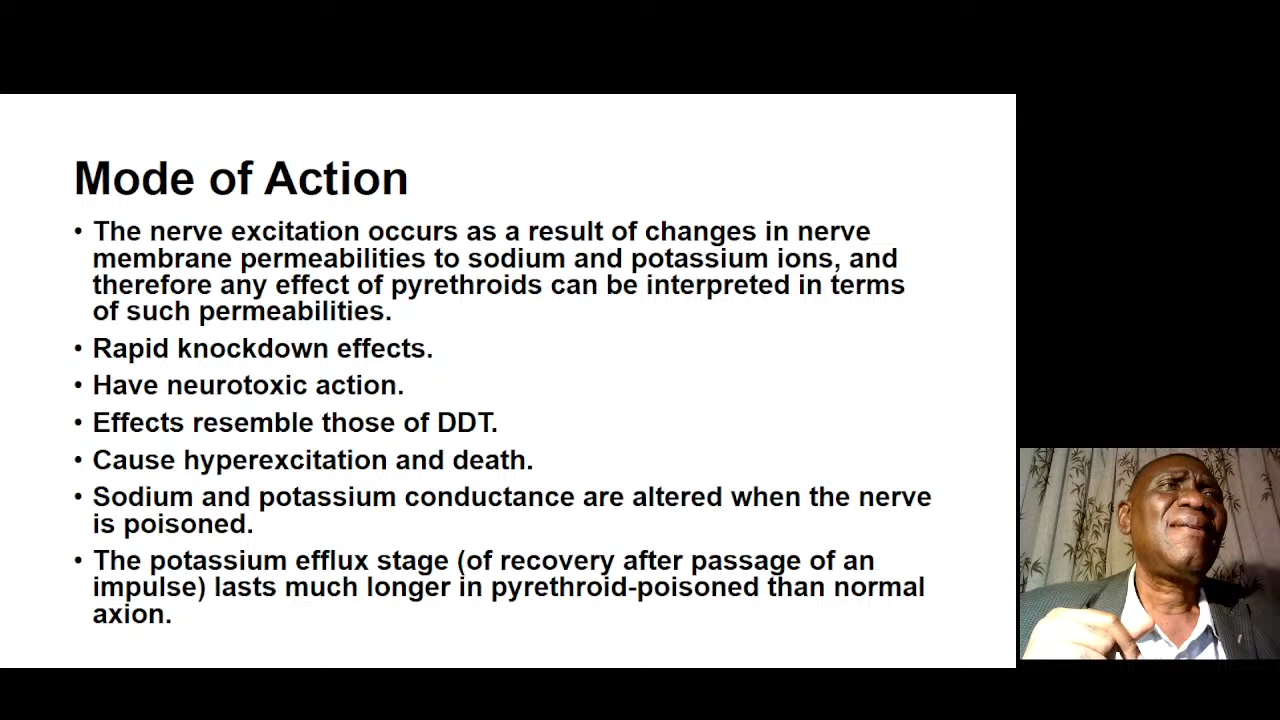 Mode of Action
• The nerve excitation occurs as a result of changes in nerve
membrane permeabilities to sodium and potassium ions, and
therefore any effect of pyrethroids can be interpreted in terms
of such permeabilities.
• Rapid knockdown effects.
• Have neurotoxic action.
• Effects resemble those of DDT.
• Cause hyperexcitation and death.
• Sodium and potassium conductance are altered when the nerve
is poisoned.
• The potassium efflux stage (of recovery after passage of an
impulse) lasts much longer in pyrethroid-poisoned than normal
axion.